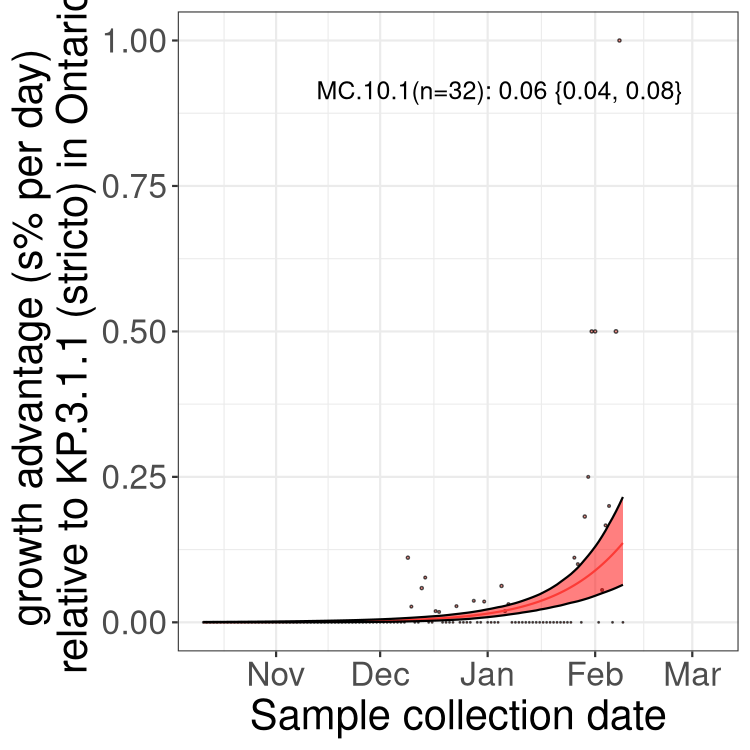 growth advantage (s% per day)
relative to KP.3.1.1 (stricto) in Ontario
1.00
0.75
0.50
0.25
0.00
MC.10.1(n=32): 0.06 {0.04, 0.08}
Nov Dec Jan Feb Mar
Sample collection date